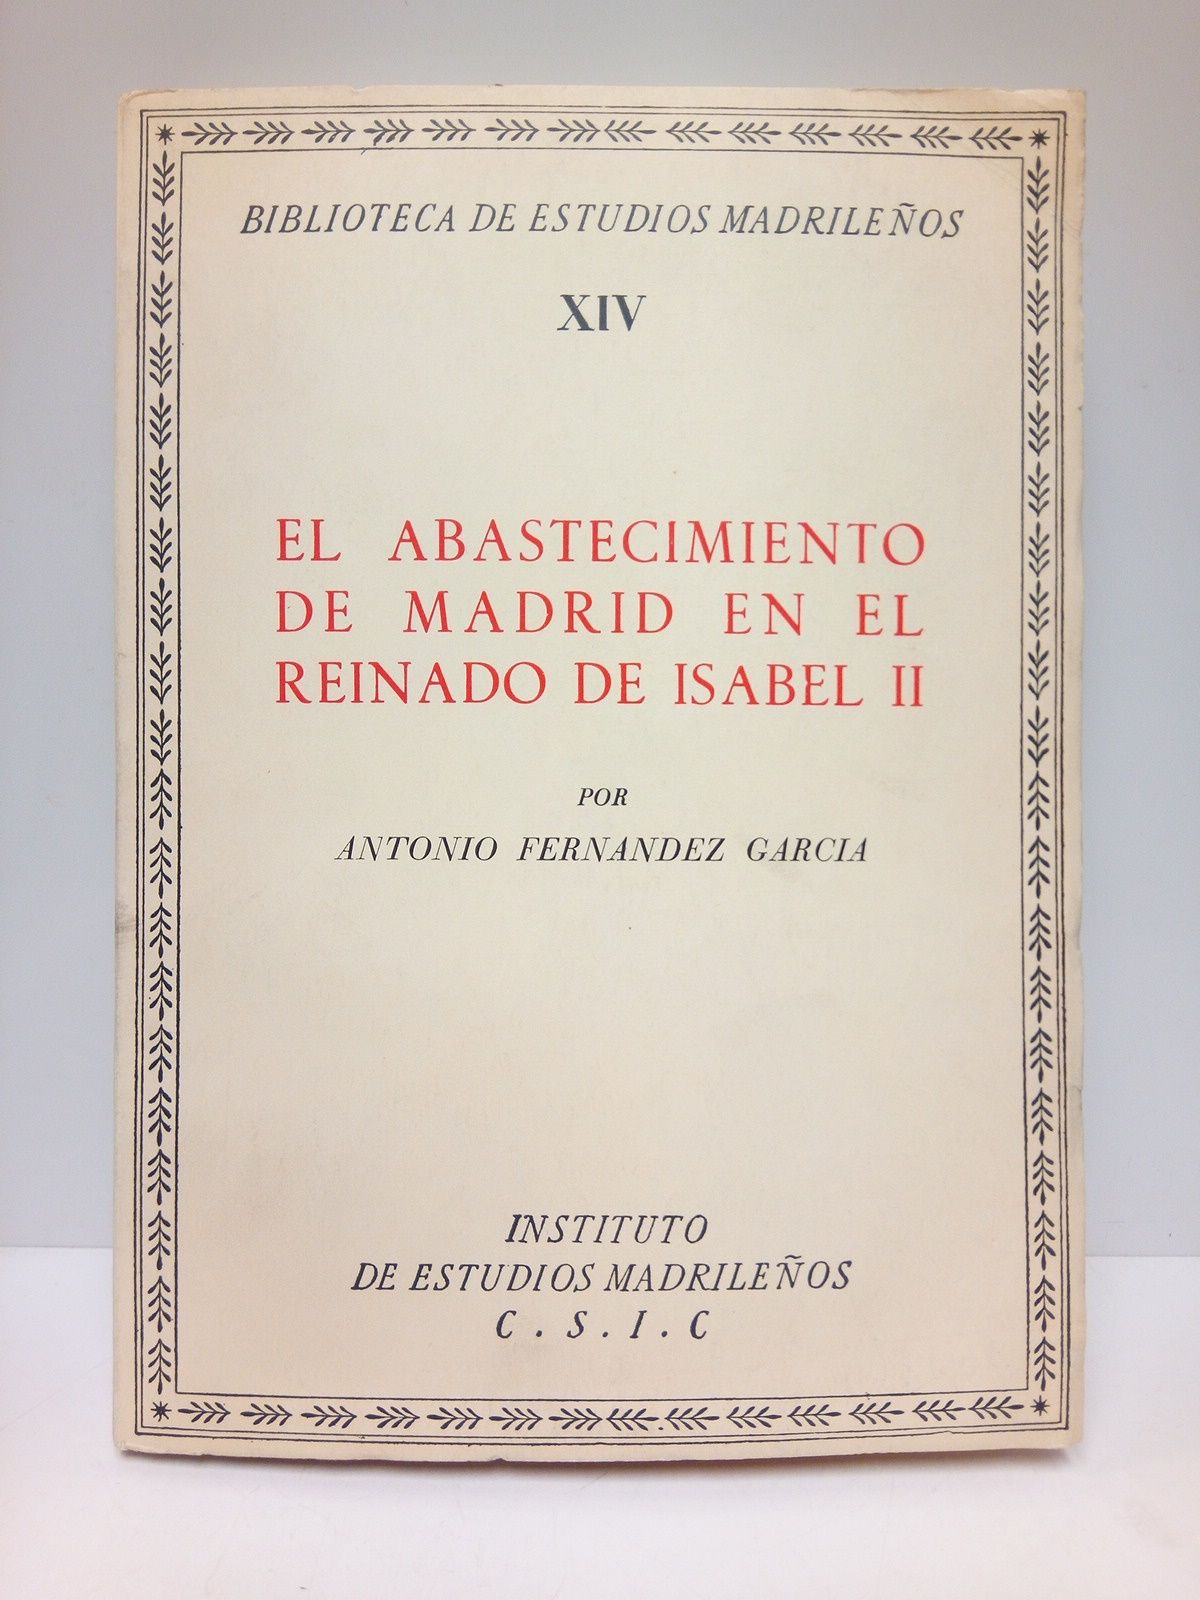 BIBLIOTECA DE ESTUDIOS MADRILEÑOS
XIV
EL ABASTECIMIENTO
DE MADRID EN EL
REINADO DE ISABEL II
POR
ANTONIO FERNANDEZ GARCIA
INSTITUTO
DE ESTUDIOS MADRILEÑOS
C . S . I . C